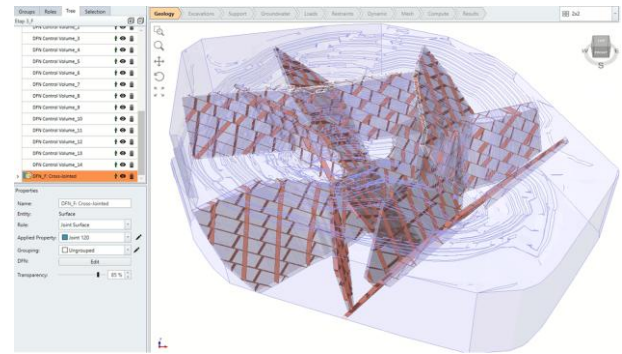 Groups Roles Tree Selection
Geology Excavations Support Groundwater Loads Restraints Dynamic Mesh Compute Results
2x2
DFN Control Volume_3
DFN Control Volume_4
DFN Control Volume_5
DFN Control Volume_6
DFN Control Volume_7
DFN Control Volume_8
DFN Control Volume_9
DFN Control Volume_10
DFN Control Volume_11
DFN Control Volume_12
DFN Control Volume_13
DFN Control Volume_14
DFN_F: Cross-Jointed
Properties
Name: DFN_F: Cross-Jointed
Entity: Surface
Role: Joint Surface
Applied Property: Joint 120
Grouping: Ungrouped
DFN: Edit
Transparency: 85 %
S